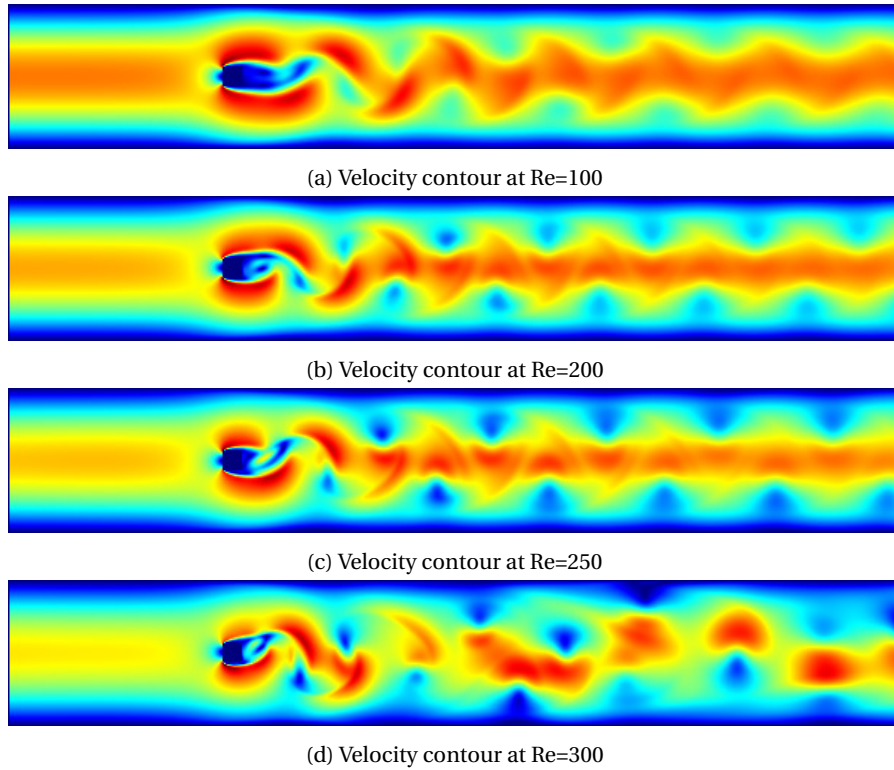 (a) Velocity contour at Re=100
(b) Velocity contour at Re=200
(c) Velocity contour at Re=250
(d) Velocity contour at Re=300